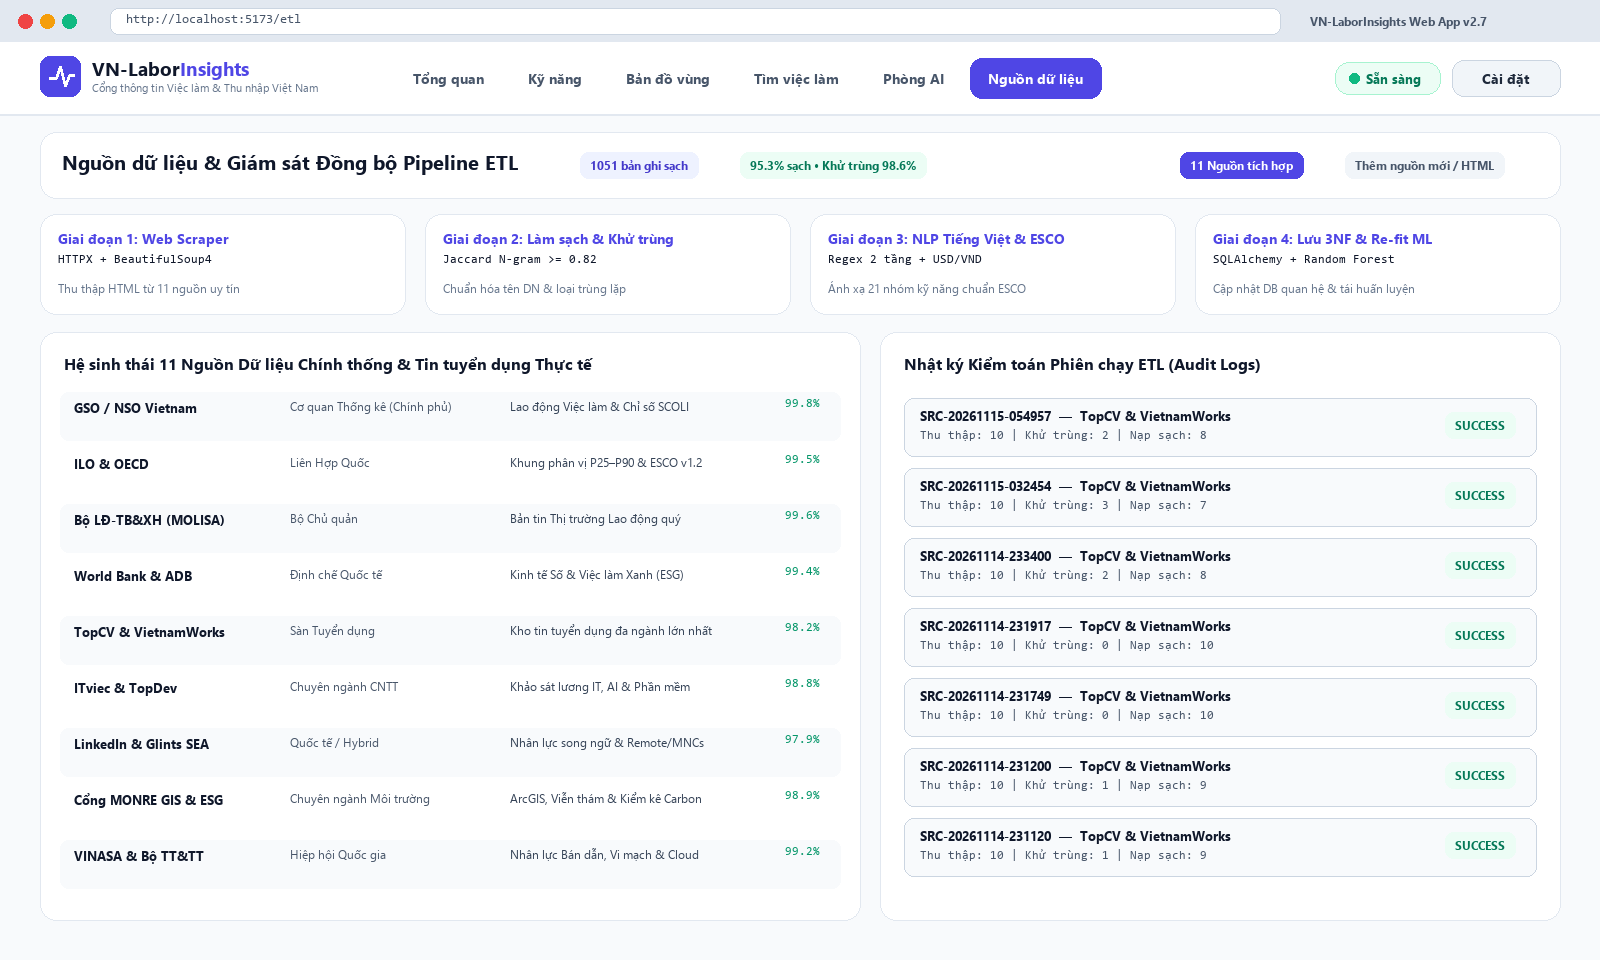 http://localhost:5173/etl
VN-LaborInsights Web App v2.7
VN-LaborInsights
Cổng thông tin Việc làm & Thu nhập Việt Nam
Tổng quan
Kỹ năng
Bản đồ vùng
Tìm việc làm
Phòng AI
Nguồn dữ liệu
Sẵn sàng
Cài đặt
Nguồn dữ liệu & Giám sát Đồng bộ Pipeline ETL
1051 bản ghi sạch
95.3% sạch • Khử trùng 98.6%
11 Nguồn tích hợp
Thêm nguồn mới / HTML
Giai đoạn 1: Web Scraper
HTTPX + BeautifulSoup4
Thu thập HTML từ 11 nguồn uy tín
Giai đoạn 2: Làm sạch & Khử trùng
Jaccard N-gram >= 0.82
Chuẩn hóa tên DN & loại trùng lặp
Giai đoạn 3: NLP Tiếng Việt & ESCO
Regex 2 tầng + USD/VND
Ánh xạ 21 nhóm kỹ năng chuẩn ESCO
Giai đoạn 4: Lưu 3NF & Re-fit ML
SQLAlchemy + Random Forest
Cập nhật DB quan hệ & tái huấn luyện
Hệ sinh thái 11 Nguồn Dữ liệu Chính thống & Tin tuyển dụng Thực tế
GSO / NSO Vietnam Cơ quan Thống kê (Chính phủ) Lao động Việc làm & Chỉ số SCOLI 99.8%
ILO & OECD Liên Hợp Quốc Khung phân vị P25–P90 & ESCO v1.2 99.5%
Bộ LĐ-TB&XH (MOLISA) Bộ Chủ quản Bản tin Thị trường Lao động quý 99.6%
World Bank & ADB Định chế Quốc tế Kinh tế Số & Việc làm Xanh (ESG) 99.4%
TopCV & VietnamWorks Sàn Tuyển dụng Kho tin tuyển dụng đa ngành lớn nhất 98.2%
ITviec & TopDev Chuyên ngành CNTT Khảo sát lương IT, AI & Phần mềm 98.8%
LinkedIn & Glints SEA Quốc tế / Hybrid Nhân lực song ngữ & Remote/MNCs 97.9%
Cổng MONRE GIS & ESG Chuyên ngành Môi trường ArcGIS, Viễn thám & Kiểm kê Carbon 98.9%
VINASA & Bộ TT&TT Hiệp hội Quốc gia Nhân lực Bán dẫn, Vi mạch & Cloud 99.2%
Nhật ký Kiểm toán Phiên chạy ETL (Audit Logs)
SRC-20261115-054957 — TopCV & VietnamWorks
Thu thập: 10 | Khử trùng: 2 | Nạp sạch: 8
SUCCESS
SRC-20261115-032454 — TopCV & VietnamWorks
Thu thập: 10 | Khử trùng: 3 | Nạp sạch: 7
SUCCESS
SRC-20261114-233400 — TopCV & VietnamWorks
Thu thập: 10 | Khử trùng: 2 | Nạp sạch: 8
SUCCESS
SRC-20261114-231917 — TopCV & VietnamWorks
Thu thập: 10 | Khử trùng: 0 | Nạp sạch: 10
SUCCESS
SRC-20261114-231749 — TopCV & VietnamWorks
Thu thập: 10 | Khử trùng: 0 | Nạp sạch: 10
SUCCESS
SRC-20261114-231200 — TopCV & VietnamWorks
Thu thập: 10 | Khử trùng: 1 | Nạp sạch: 9
SUCCESS
SRC-20261114-231120 — TopCV & VietnamWorks
Thu thập: 10 | Khử trùng: 1 | Nạp sạch: 9
SUCCESS